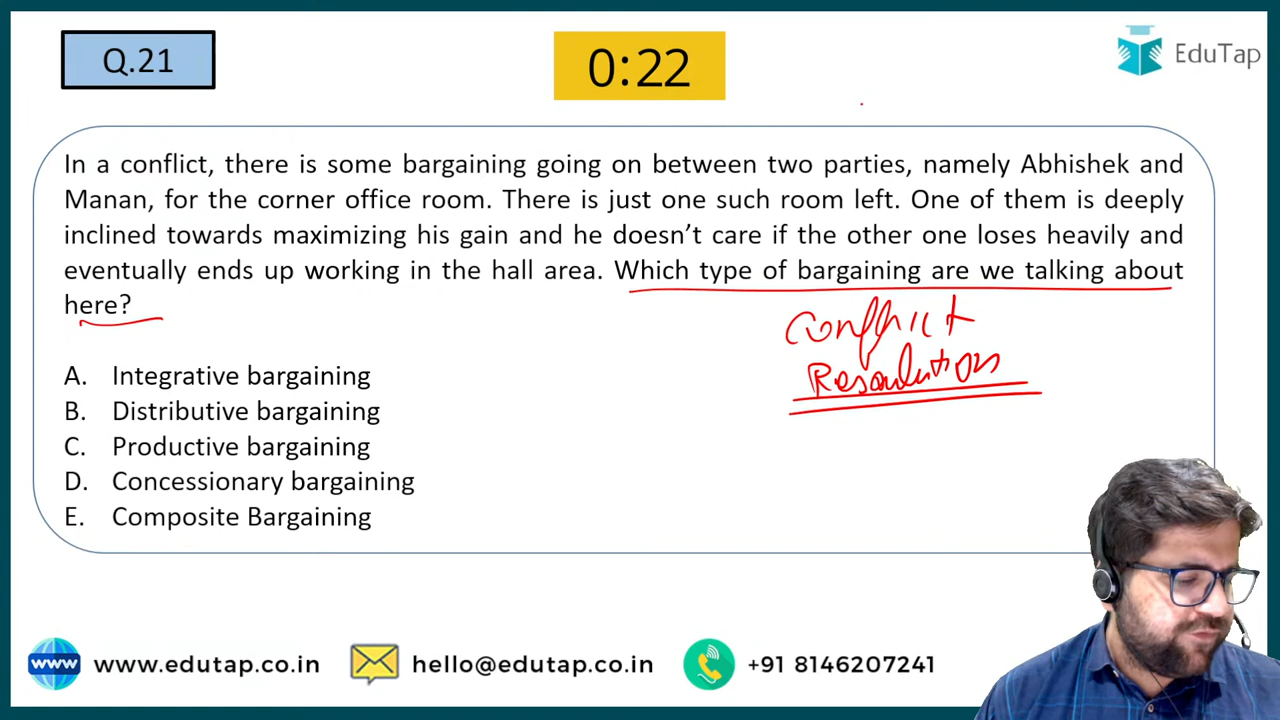 Q.21
0:22
EduTap
In a conflict, there is some bargaining going on between two parties, namely Abhishek and
Manan, for the corner office room. There is just one such room left. One of them is deeply
inclined towards maximizing his gain and he doesn't care if the other one loses heavily and
eventually ends up working in the hall area. Which type of bargaining are we talking about
here?
Conflict
Resolution
A. Integrative bargaining
B. Distributive bargaining
C. Productive bargaining
D. Concessionary bargaining
E. Composite Bargaining
www www.edutap.co.in hello@edutap.co.in +91 8146207241